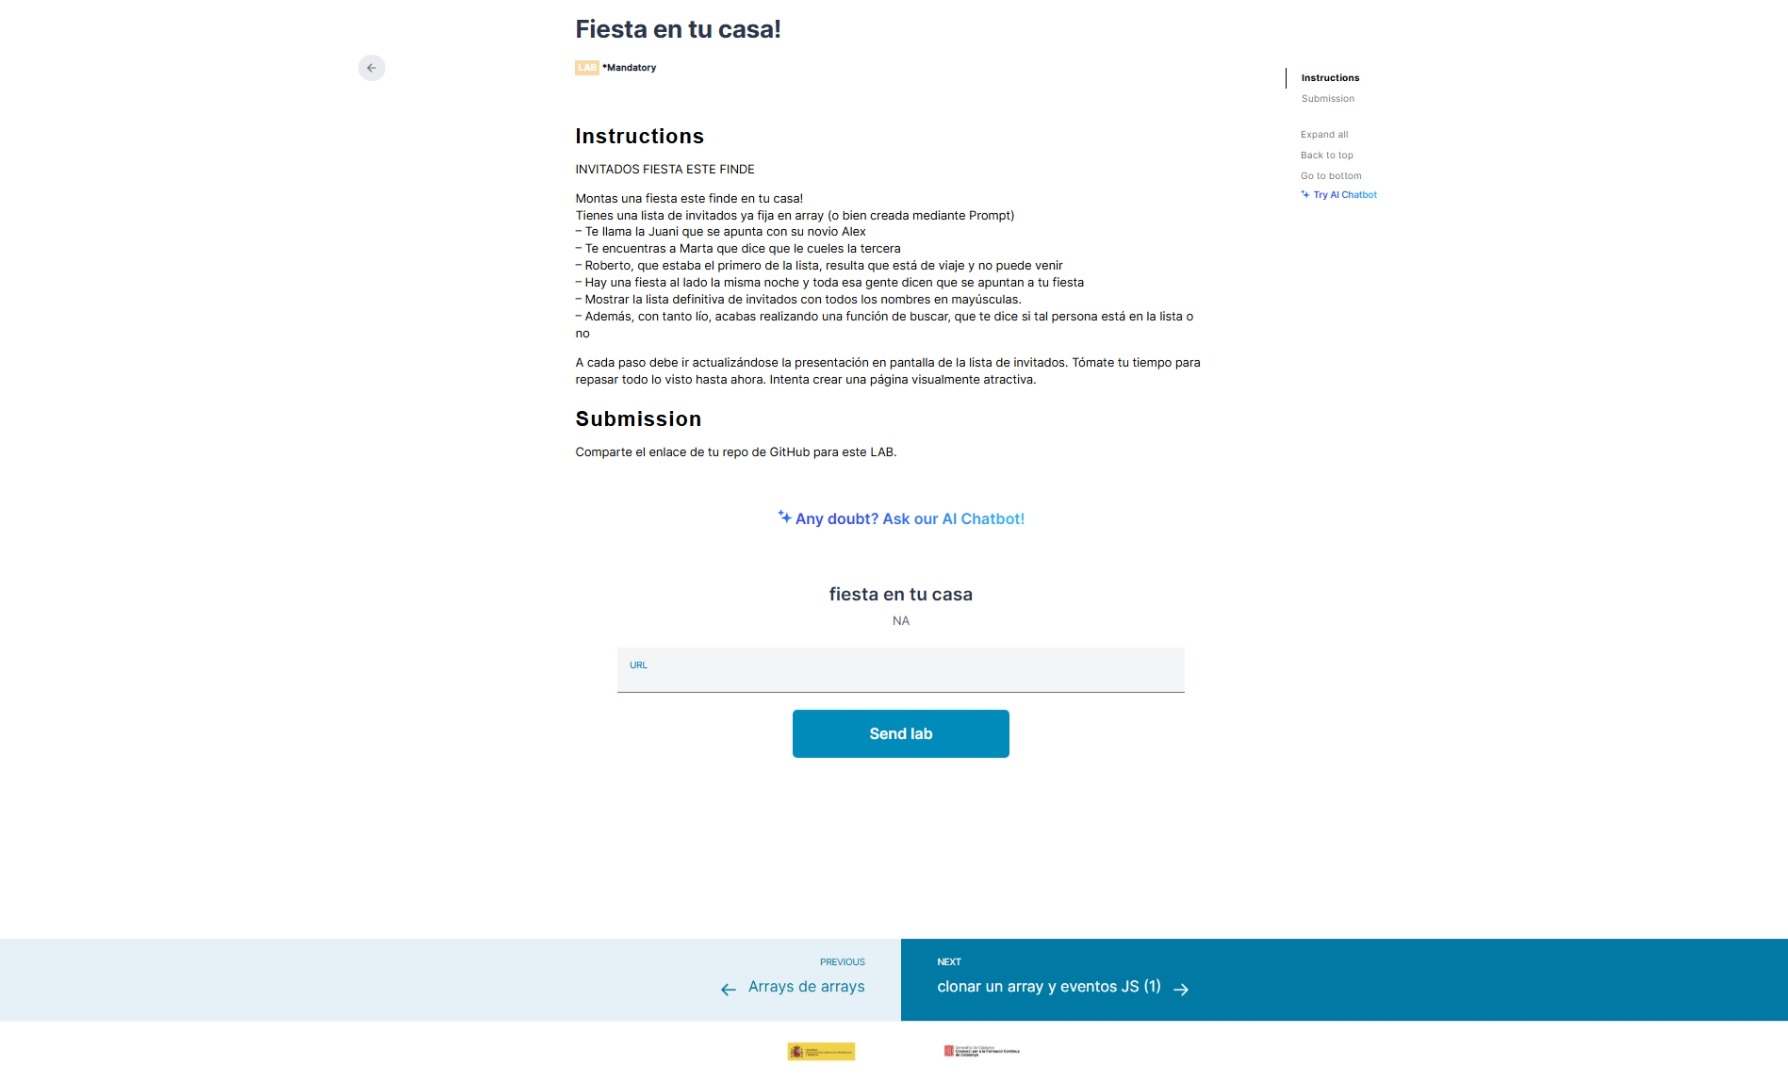 Fiesta en tu casa!
LAB *Mandatory
Instructions
Submission
Expand all
Back to top
Go to bottom
Try AI Chatbot
Instructions
INVITADOS FIESTA ESTE FINDE
Montas una fiesta este finde en tu casa!
Tienes una lista de invitados ya fija en array (o bien creada mediante Prompt)
– Te llama la Juani que se apunta con su novio Alex
– Te encuentras a Marta que dice que le cueles la tercera
– Roberto, que estaba el primero de la lista, resulta que está de viaje y no puede venir
– Hay una fiesta al lado la misma noche y toda esa gente dicen que se apuntan a tu fiesta
– Mostrar la lista definitiva de invitados con todos los nombres en mayúsculas.
– Además, con tanto lío, acabas realizando una función de buscar, que te dice si tal persona está en la lista o
no
A cada paso debe ir actualizándose la presentación en pantalla de la lista de invitados. Tómate tu tiempo para
repasar todo lo visto hasta ahora. Intenta crear una página visualmente atractiva.
Submission
Comparte el enlace de tu repo de GitHub para este LAB.
Any doubt? Ask our AI Chatbot!
fiesta en tu casa
NA
URL
Send lab
PREVIOUS
Arrays de arrays
NEXT
clonar un array y eventos JS (1)
Generalitat de Catalunya
Consorci per a la Formació Contínua
de Catalunya